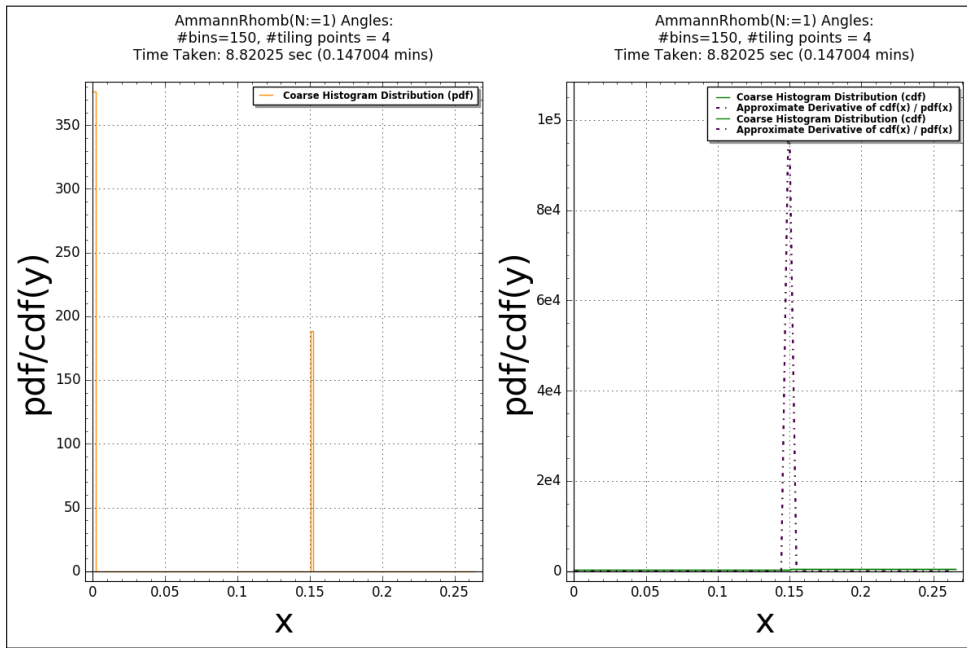 AmmannRhomb(N:=1) Angles:
#bins=150, #tiling points = 4
Time Taken: 8.82025 sec (0.147004 mins)
Coarse Histogram Distribution (pdf)
350
300
250
200
150
100
50
0
0
0.05
0.1
0.15
0.2
0.25
pdf/cdf(y)
x
AmmannRhomb(N:=1) Angles:
#bins=150, #tiling points = 4
Time Taken: 8.82025 sec (0.147004 mins)
Coarse Histogram Distribution (cdf)
Approximate Derivative of cdf(x) / pdf(x)
Coarse Histogram Distribution (cdf)
Approximate Derivative of cdf(x) / pdf(x)
1e5
8e4
6e4
4e4
2e4
0
0
0.05
0.1
0.15
0.2
0.25
pdf/cdf(y)
x